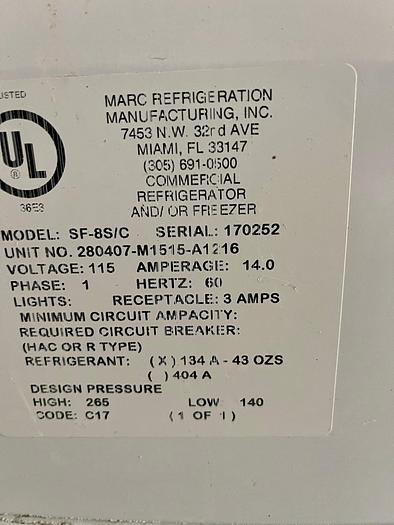 LISTED
UL
®
36E3
MARC REFRIGERATION
MANUFACTURING, INC.
7453 N.W. 32rd AVE
MIAMI, FL 33147
(305) 691-0500
COMMERCIAL
REFRIGERATOR
AND/ OR FREEZER
MODEL: SF-8S/C SERIAL: 170252
UNIT NO. 280407-M1515-A1216
VOLTAGE: 115 AMPERAGE: 14.0
PHASE: 1 HERTZ: 60
LIGHTS: RECEPTACLE: 3 AMPS
MINIMUM CIRCUIT AMPACITY:
REQUIRED CIRCUIT BREAKER:
(HAC OR R TYPE)
REFRIGERANT: ( X ) 134 A - 43 OZS
( ) 404 A
DESIGN PRESSURE
HIGH: 265 LOW 140
CODE: C17 ( 1 OF 1 )